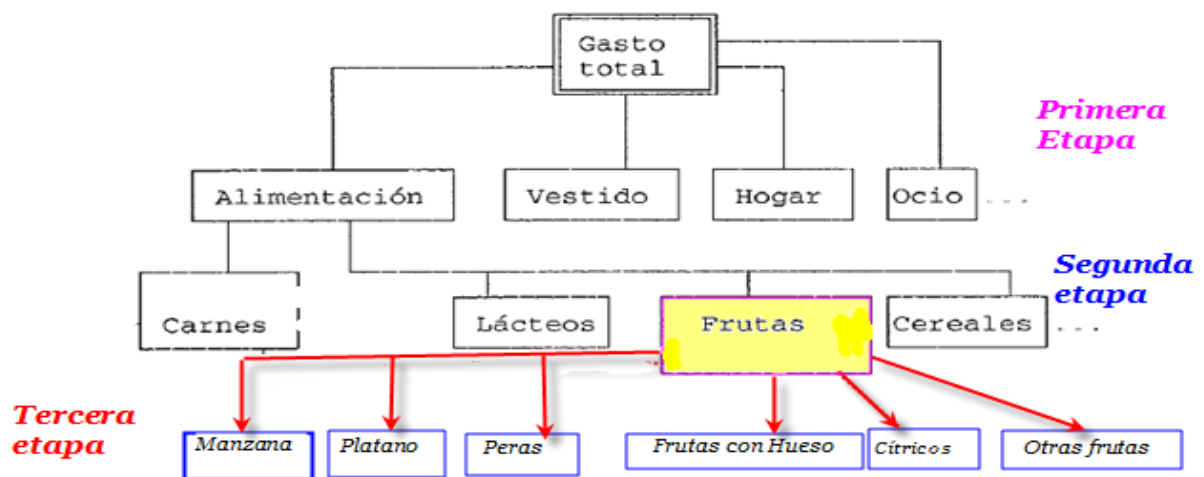 Gasto
total
Primera
Etapa
Alimentación
Vestido
Hogar
Ocio ...
Segunda
etapa
Carnes
Lácteos
Frutas
Cereales ...
Tercera
etapa
Manzana
Platano
Peras
Frutas con Hueso
Cítricos
Otras frutas